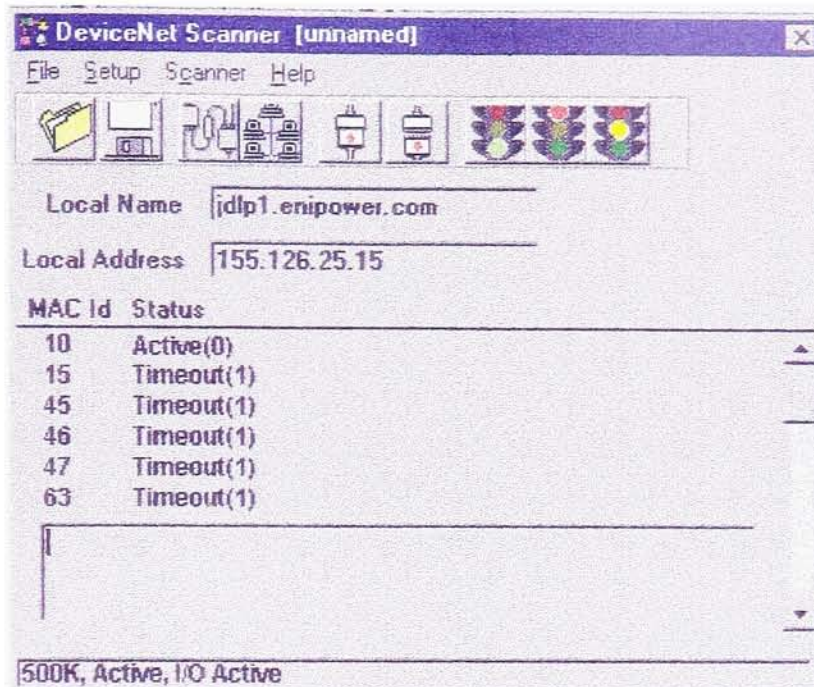 DeviceNet Scanner [unnamed]
File Setup Scanner Help
Local Name jdlp1.enipower.com
Local Address 155.126.25.15
MAC Id Status
10 Active(0)
15 Timeout(1)
45 Timeout(1)
46 Timeout(1)
47 Timeout(1)
63 Timeout(1)
500K, Active, I/O Active